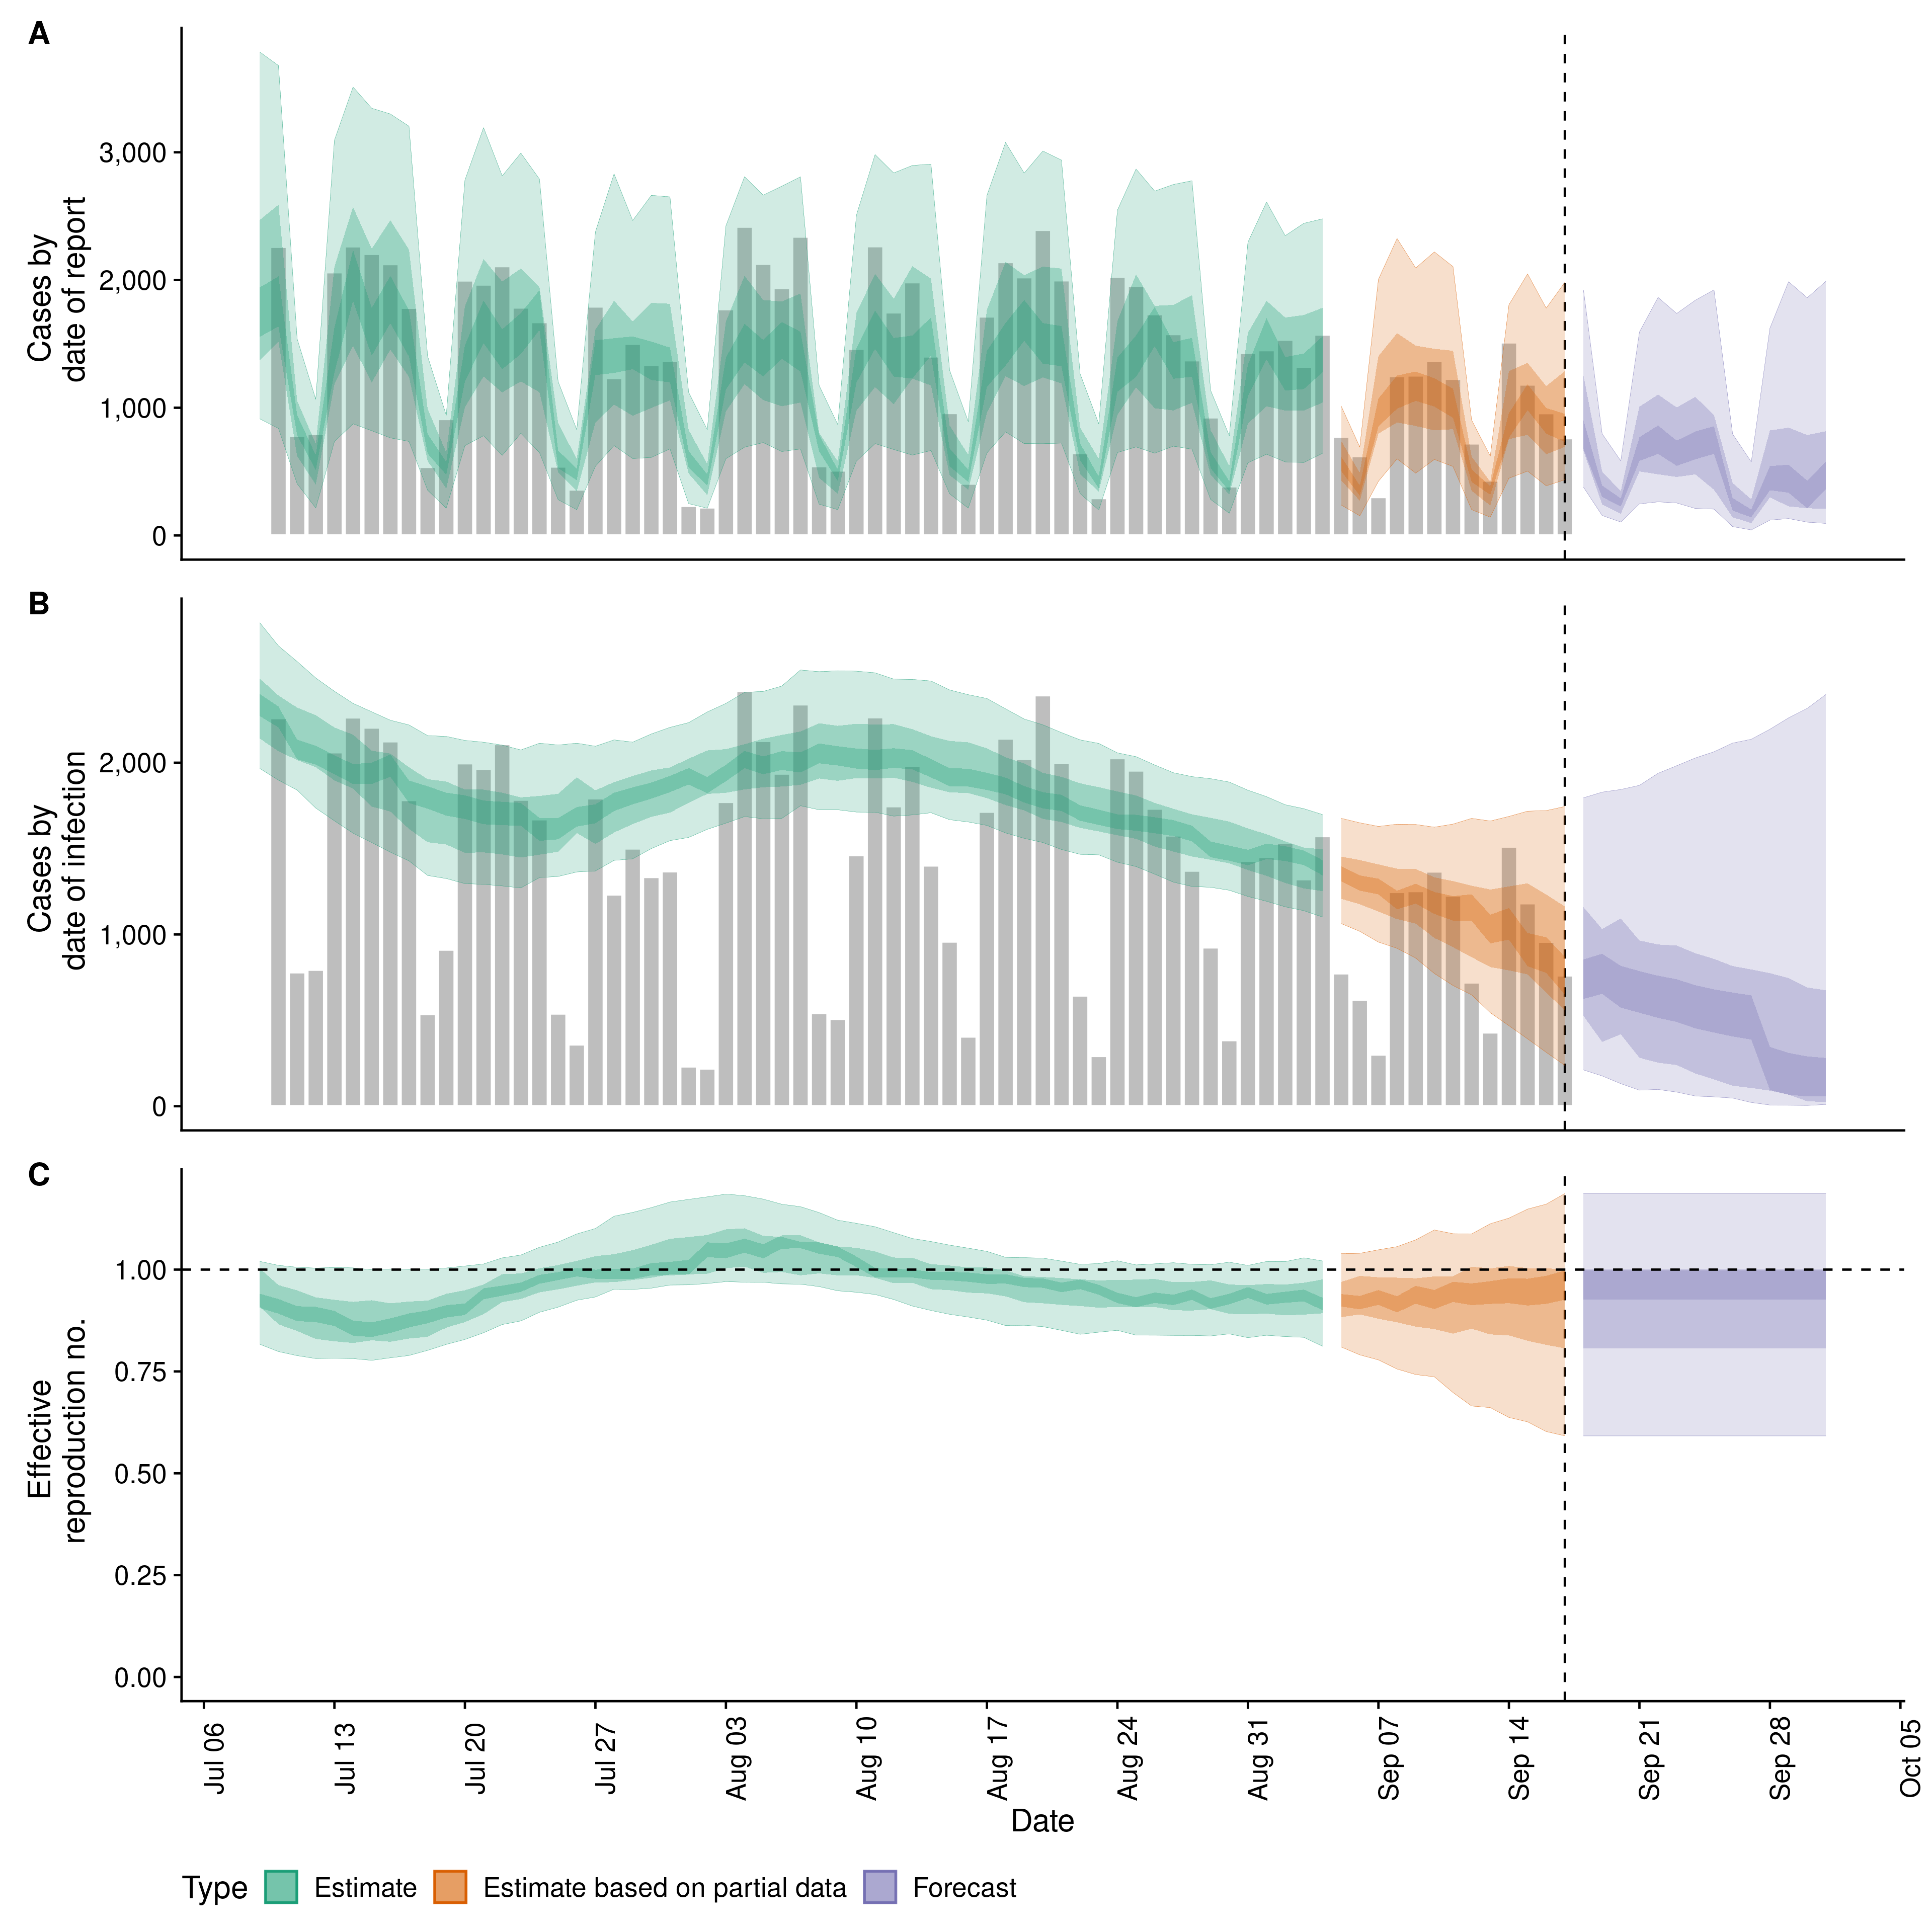 A
Cases by
date of report
3,000
2,000
1,000
0
B
Cases by
date of infection
2,000
1,000
0
C
Effective
reproduction no.
1.00
0.75
0.50
0.25
0.00
Jul 06
Jul 13
Jul 20
Jul 27
Aug 03
Aug 10
Aug 17
Aug 24
Aug 31
Sep 07
Sep 14
Sep 21
Sep 28
Oct 05
Date
Type Estimate Estimate based on partial data Forecast